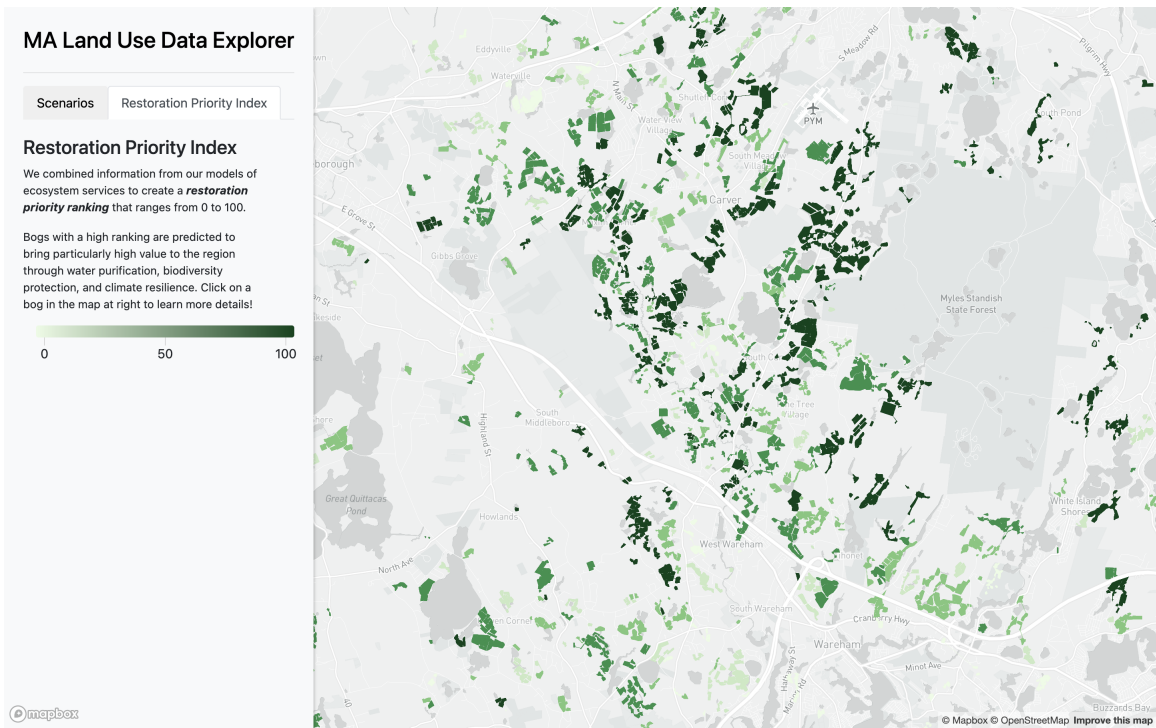 MA Land Use Data Explorer
Scenarios
Restoration Priority Index
Restoration Priority Index
We combined information from our models of
ecosystem services to create a restoration
priority ranking that ranges from 0 to 100.
Bogs with a high ranking are predicted to
bring particularly high value to the region
through water purification, biodiversity
protection, and climate resilience. Click on a
bog in the map at right to learn more details!
0 50 100
mapbox
Eddyville
Waterville
N Main St
S Meadow Rd
Pilgrim Hwy
PYM
Water View
Village
South Pond
South Meadow
Village
Carver
E Grove St
Gibbs Grove
Myles Standish
State Forest
Village
South
Middleboro
Highland St
Great Quittacas
Pond
Howlands
White Island
Shores
North Ave
West Wareham
South Wareham
Cranberry Hwy
Wareham
Minot Ave
Buzzards Bay
© Mapbox © OpenStreetMap Improve this map